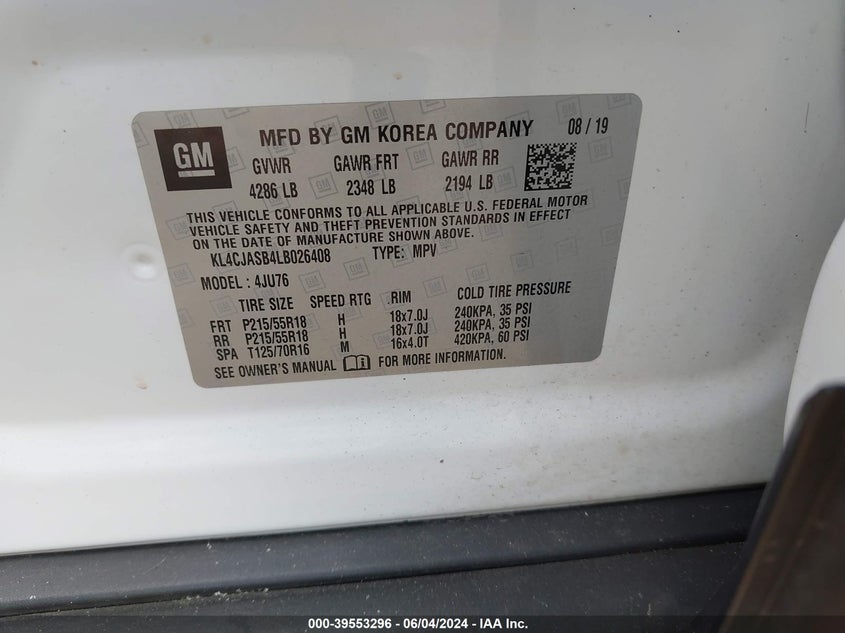 GM
MFD BY GM KOREA COMPANY 08 / 19
GVWR GAWR FRT GAWR RR
4286 LB 2348 LB 2194 LB
THIS VEHICLE CONFORMS TO ALL APPLICABLE U.S. FEDERAL MOTOR
VEHICLE SAFETY AND THEFT PREVENTION STANDARDS IN EFFECT
ON THE DATE OF MANUFACTURE SHOWN ABOVE.
KL4CJASB4LB026408 TYPE: MPV
MODEL : 4JU76
TIRE SIZE SPEED RTG .RIM COLD TIRE PRESSURE
FRT P215/55R18 H 18x7.0J 240KPA, 35 PSI
RR P215/55R18 H 18x7.0J 240KPA, 35 PSI
SPA T125/70R16 M 16x4.0T 420KPA, 60 PSI
SEE OWNER'S MANUAL FOR MORE INFORMATION.
000-39553296 - 06/04/2024 - IAA Inc.